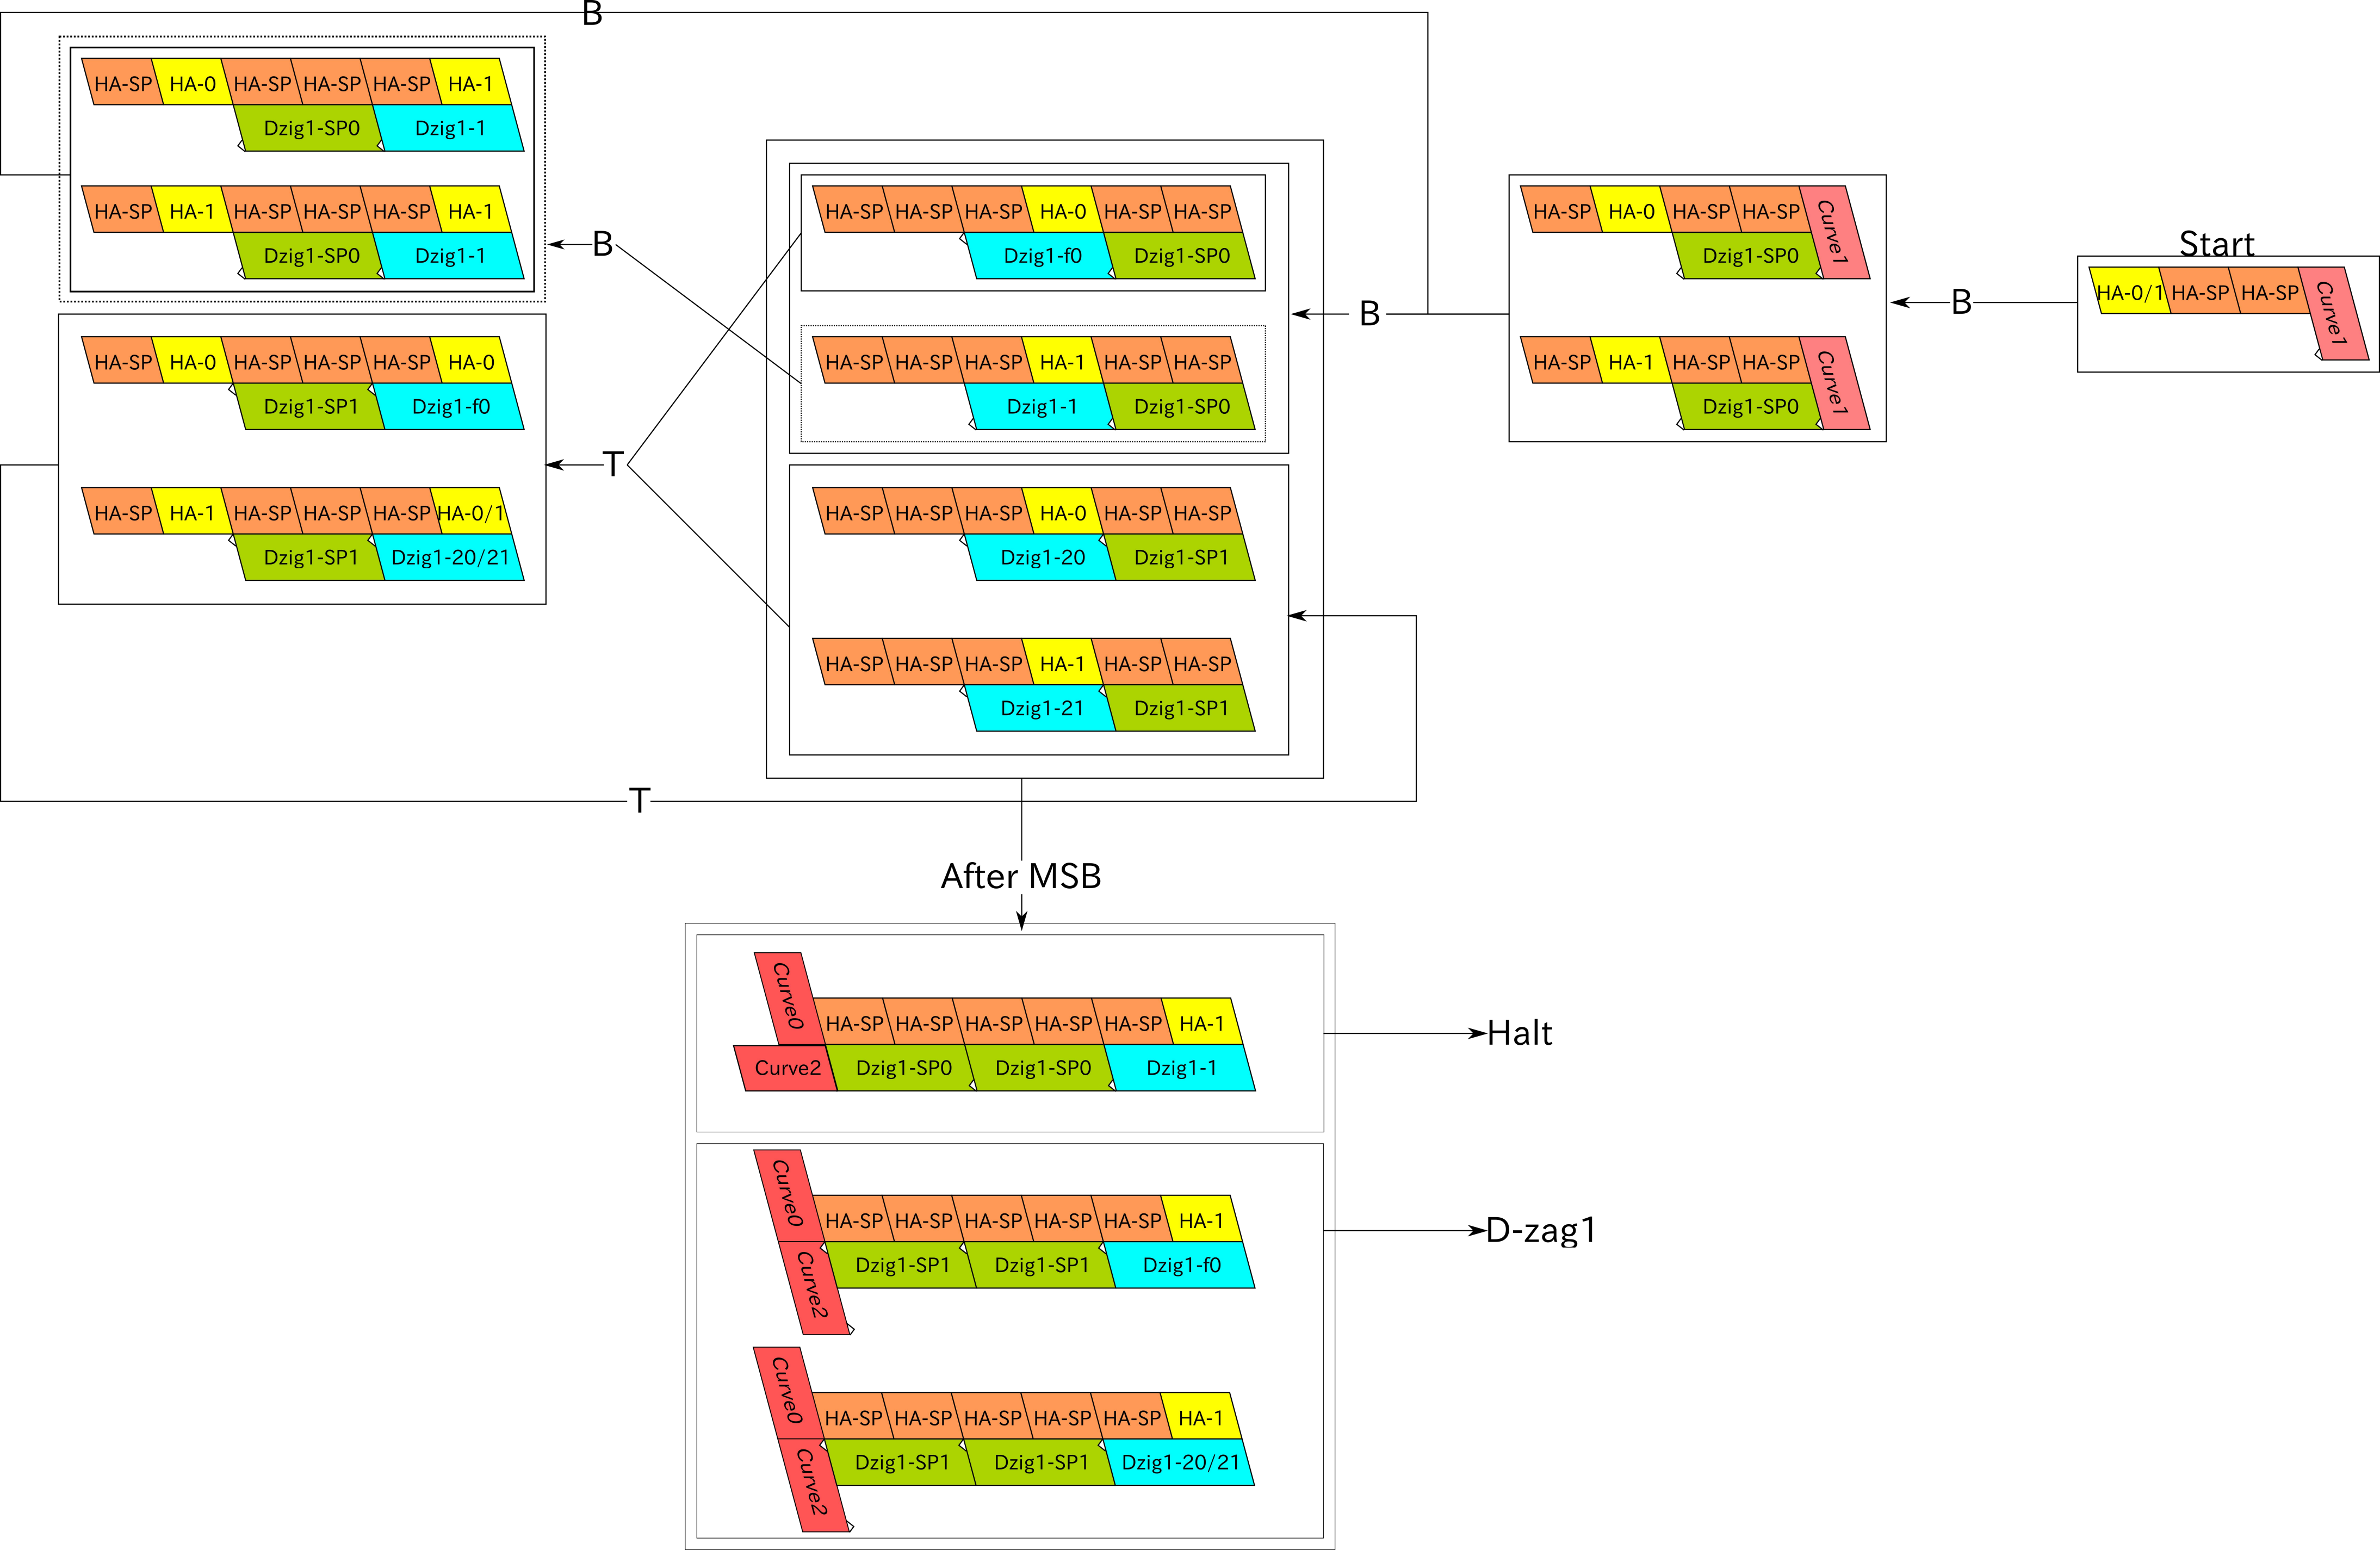 B
HA-SP HA-0 HA-SP HA-SP HA-SP HA-1
Dzig1-SP0 Dzig1-1
HA-SP HA-1 HA-SP HA-SP HA-SP HA-1
Dzig1-SP0 Dzig1-1
B
HA-SP HA-0 HA-SP HA-SP HA-SP HA-0
Dzig1-SP1 Dzig1-f0
HA-SP HA-1 HA-SP HA-SP HA-SP HA-0/1
Dzig1-SP1 Dzig1-20/21
T
HA-SP HA-SP HA-SP HA-0 HA-SP HA-SP
Dzig1-f0 Dzig1-SP0
HA-SP HA-SP HA-SP HA-1 HA-SP HA-SP
Dzig1-1 Dzig1-SP0
HA-SP HA-SP HA-SP HA-0 HA-SP HA-SP
Dzig1-20 Dzig1-SP1
HA-SP HA-SP HA-SP HA-1 HA-SP HA-SP
Dzig1-21 Dzig1-SP1
B
HA-SP HA-0 HA-SP HA-SP Curve1
Dzig1-SP0
HA-SP HA-1 HA-SP HA-SP Curve1
Dzig1-SP0
B
Start
HA-0/1 HA-SP HA-SP Curve1
T
After MSB
Curve0
HA-SP HA-SP HA-SP HA-SP HA-SP HA-1
Curve2 Dzig1-SP0 Dzig1-SP0 Dzig1-1
Halt
Curve0
HA-SP HA-SP HA-SP HA-SP HA-SP HA-1
Curve2 Dzig1-SP1 Dzig1-SP1 Dzig1-f0
D-zag1
Curve0
HA-SP HA-SP HA-SP HA-SP HA-SP HA-1
Curve2 Dzig1-SP1 Dzig1-SP1 Dzig1-20/21